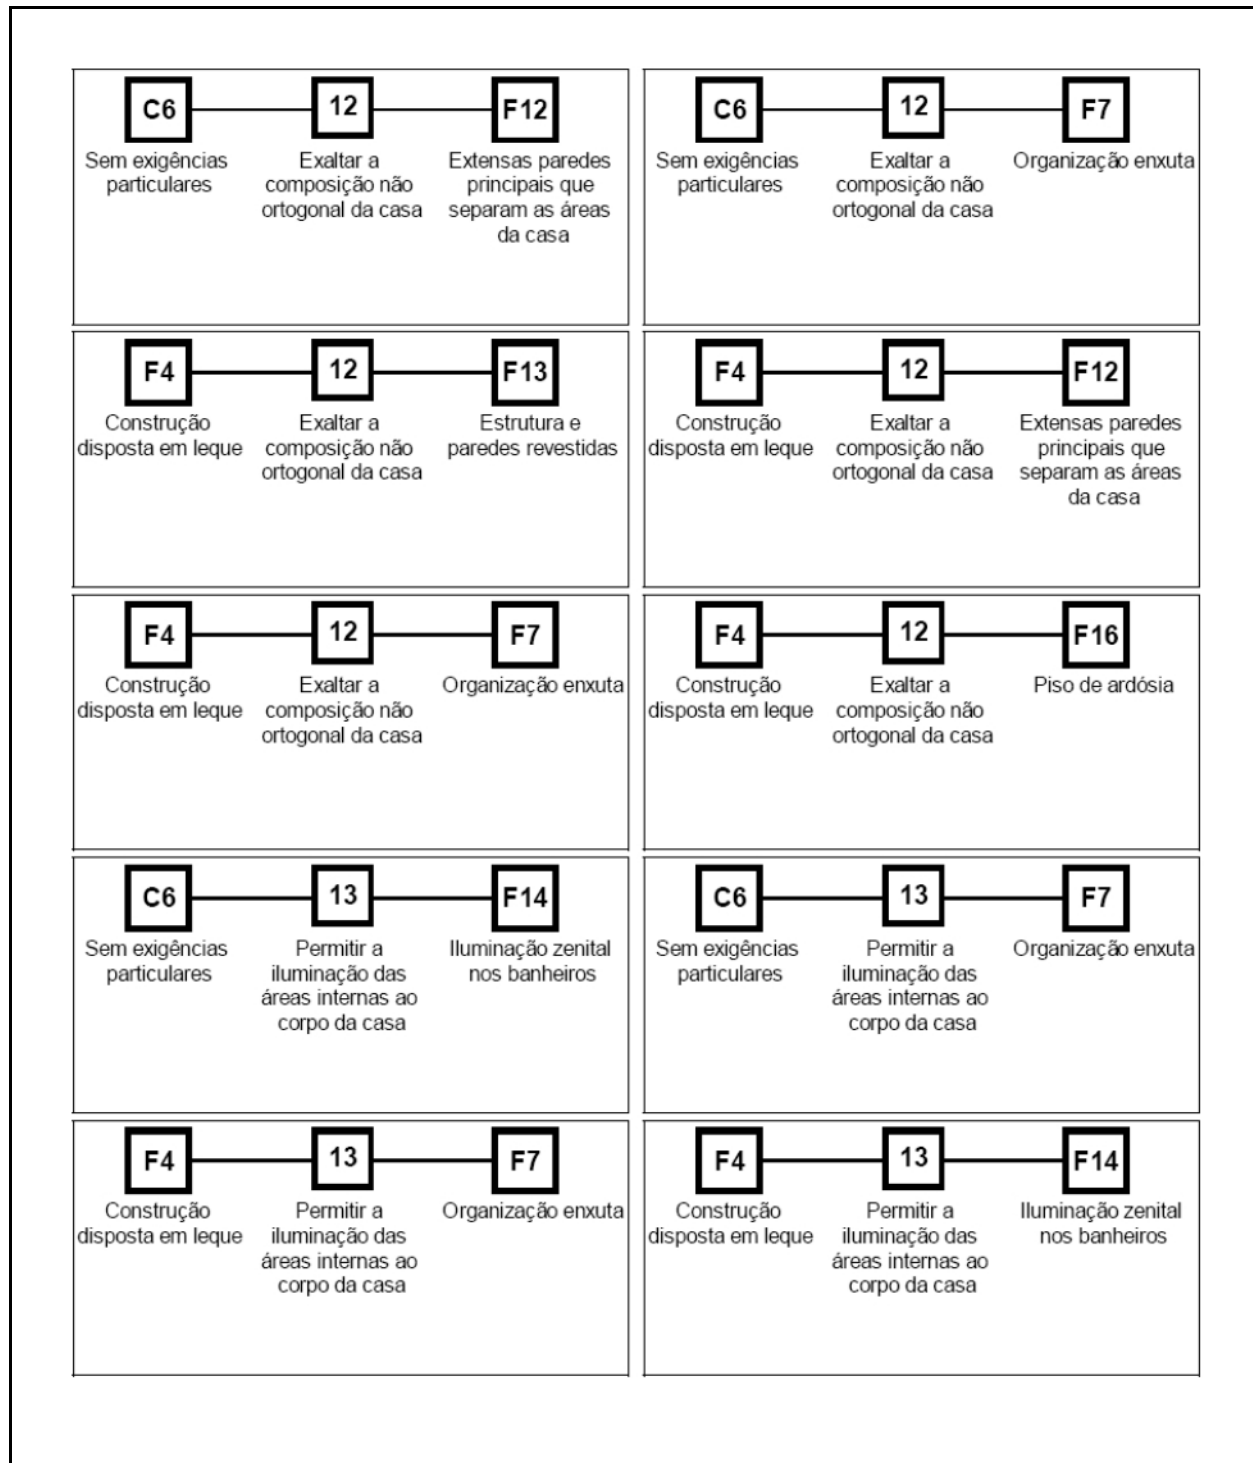 C6
12
F12
Sem exigências
particulares
Exaltar a
composição não
ortogonal da casa
Extensas paredes
principais que
separam as áreas
da casa
C6
12
F7
Sem exigências
particulares
Exaltar a
composição não
ortogonal da casa
Organização enxuta
F4
12
F13
Construção
disposta em leque
Exaltar a
composição não
ortogonal da casa
Estrutura e
paredes revestidas
F4
12
F12
Construção
disposta em leque
Exaltar a
composição não
ortogonal da casa
Extensas paredes
principais que
separam as áreas
da casa
F4
12
F7
Construção
disposta em leque
Exaltar a
composição não
ortogonal da casa
Organização enxuta
F4
12
F16
Construção
disposta em leque
Exaltar a
composição não
ortogonal da casa
Piso de ardósia
C6
13
F14
Sem exigências
particulares
Permitir a
iluminação das
áreas internas ao
corpo da casa
Iluminação zenital
nos banheiros
C6
13
F7
Sem exigências
particulares
Permitir a
iluminação das
áreas internas ao
corpo da casa
Organização enxuta
F4
13
F7
Construção
disposta em leque
Permitir a
iluminação das
áreas internas ao
corpo da casa
Organização enxuta
F4
13
F14
Construção
disposta em leque
Permitir a
iluminação das
áreas internas ao
corpo da casa
Iluminação zenital
nos banheiros